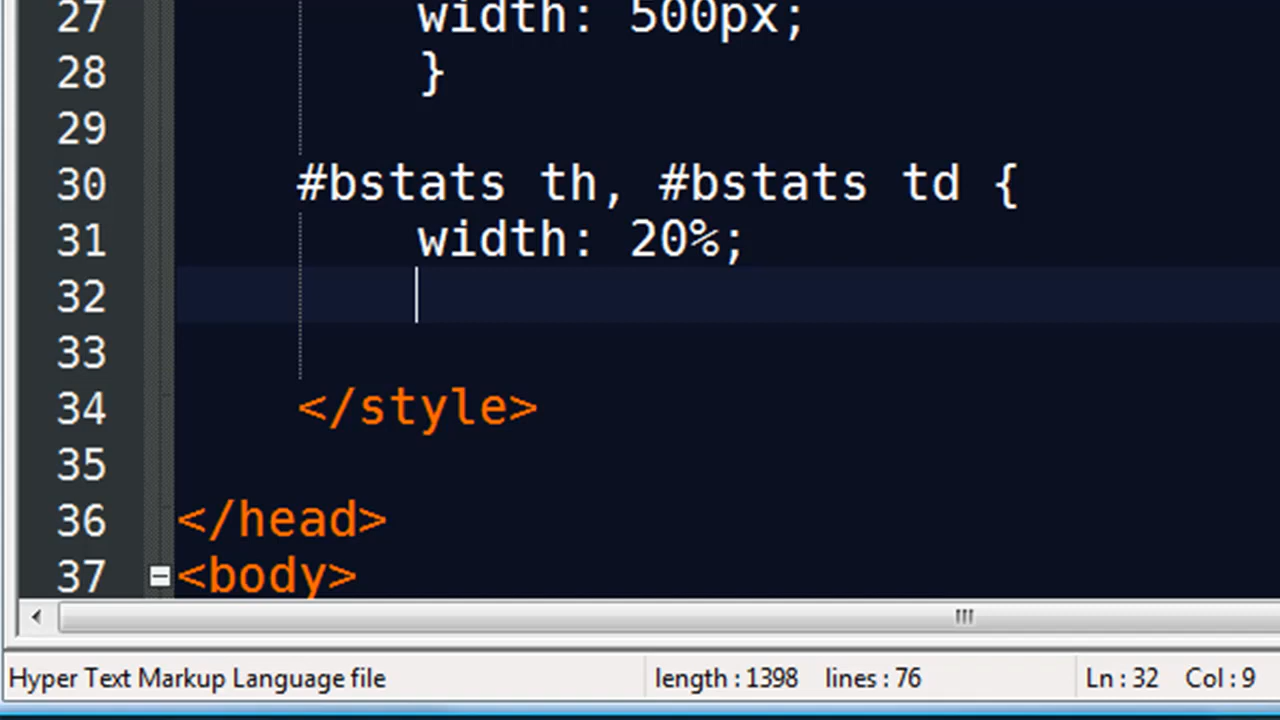 27 width: 500px;
28 }
29
30 #bstats th, #bstats td {
31 width: 20%;
32
33
34 </style>
35
36 </head>
37 <body>
Hyper Text Markup Language file length : 1398 lines : 76 Ln : 32 Col : 9